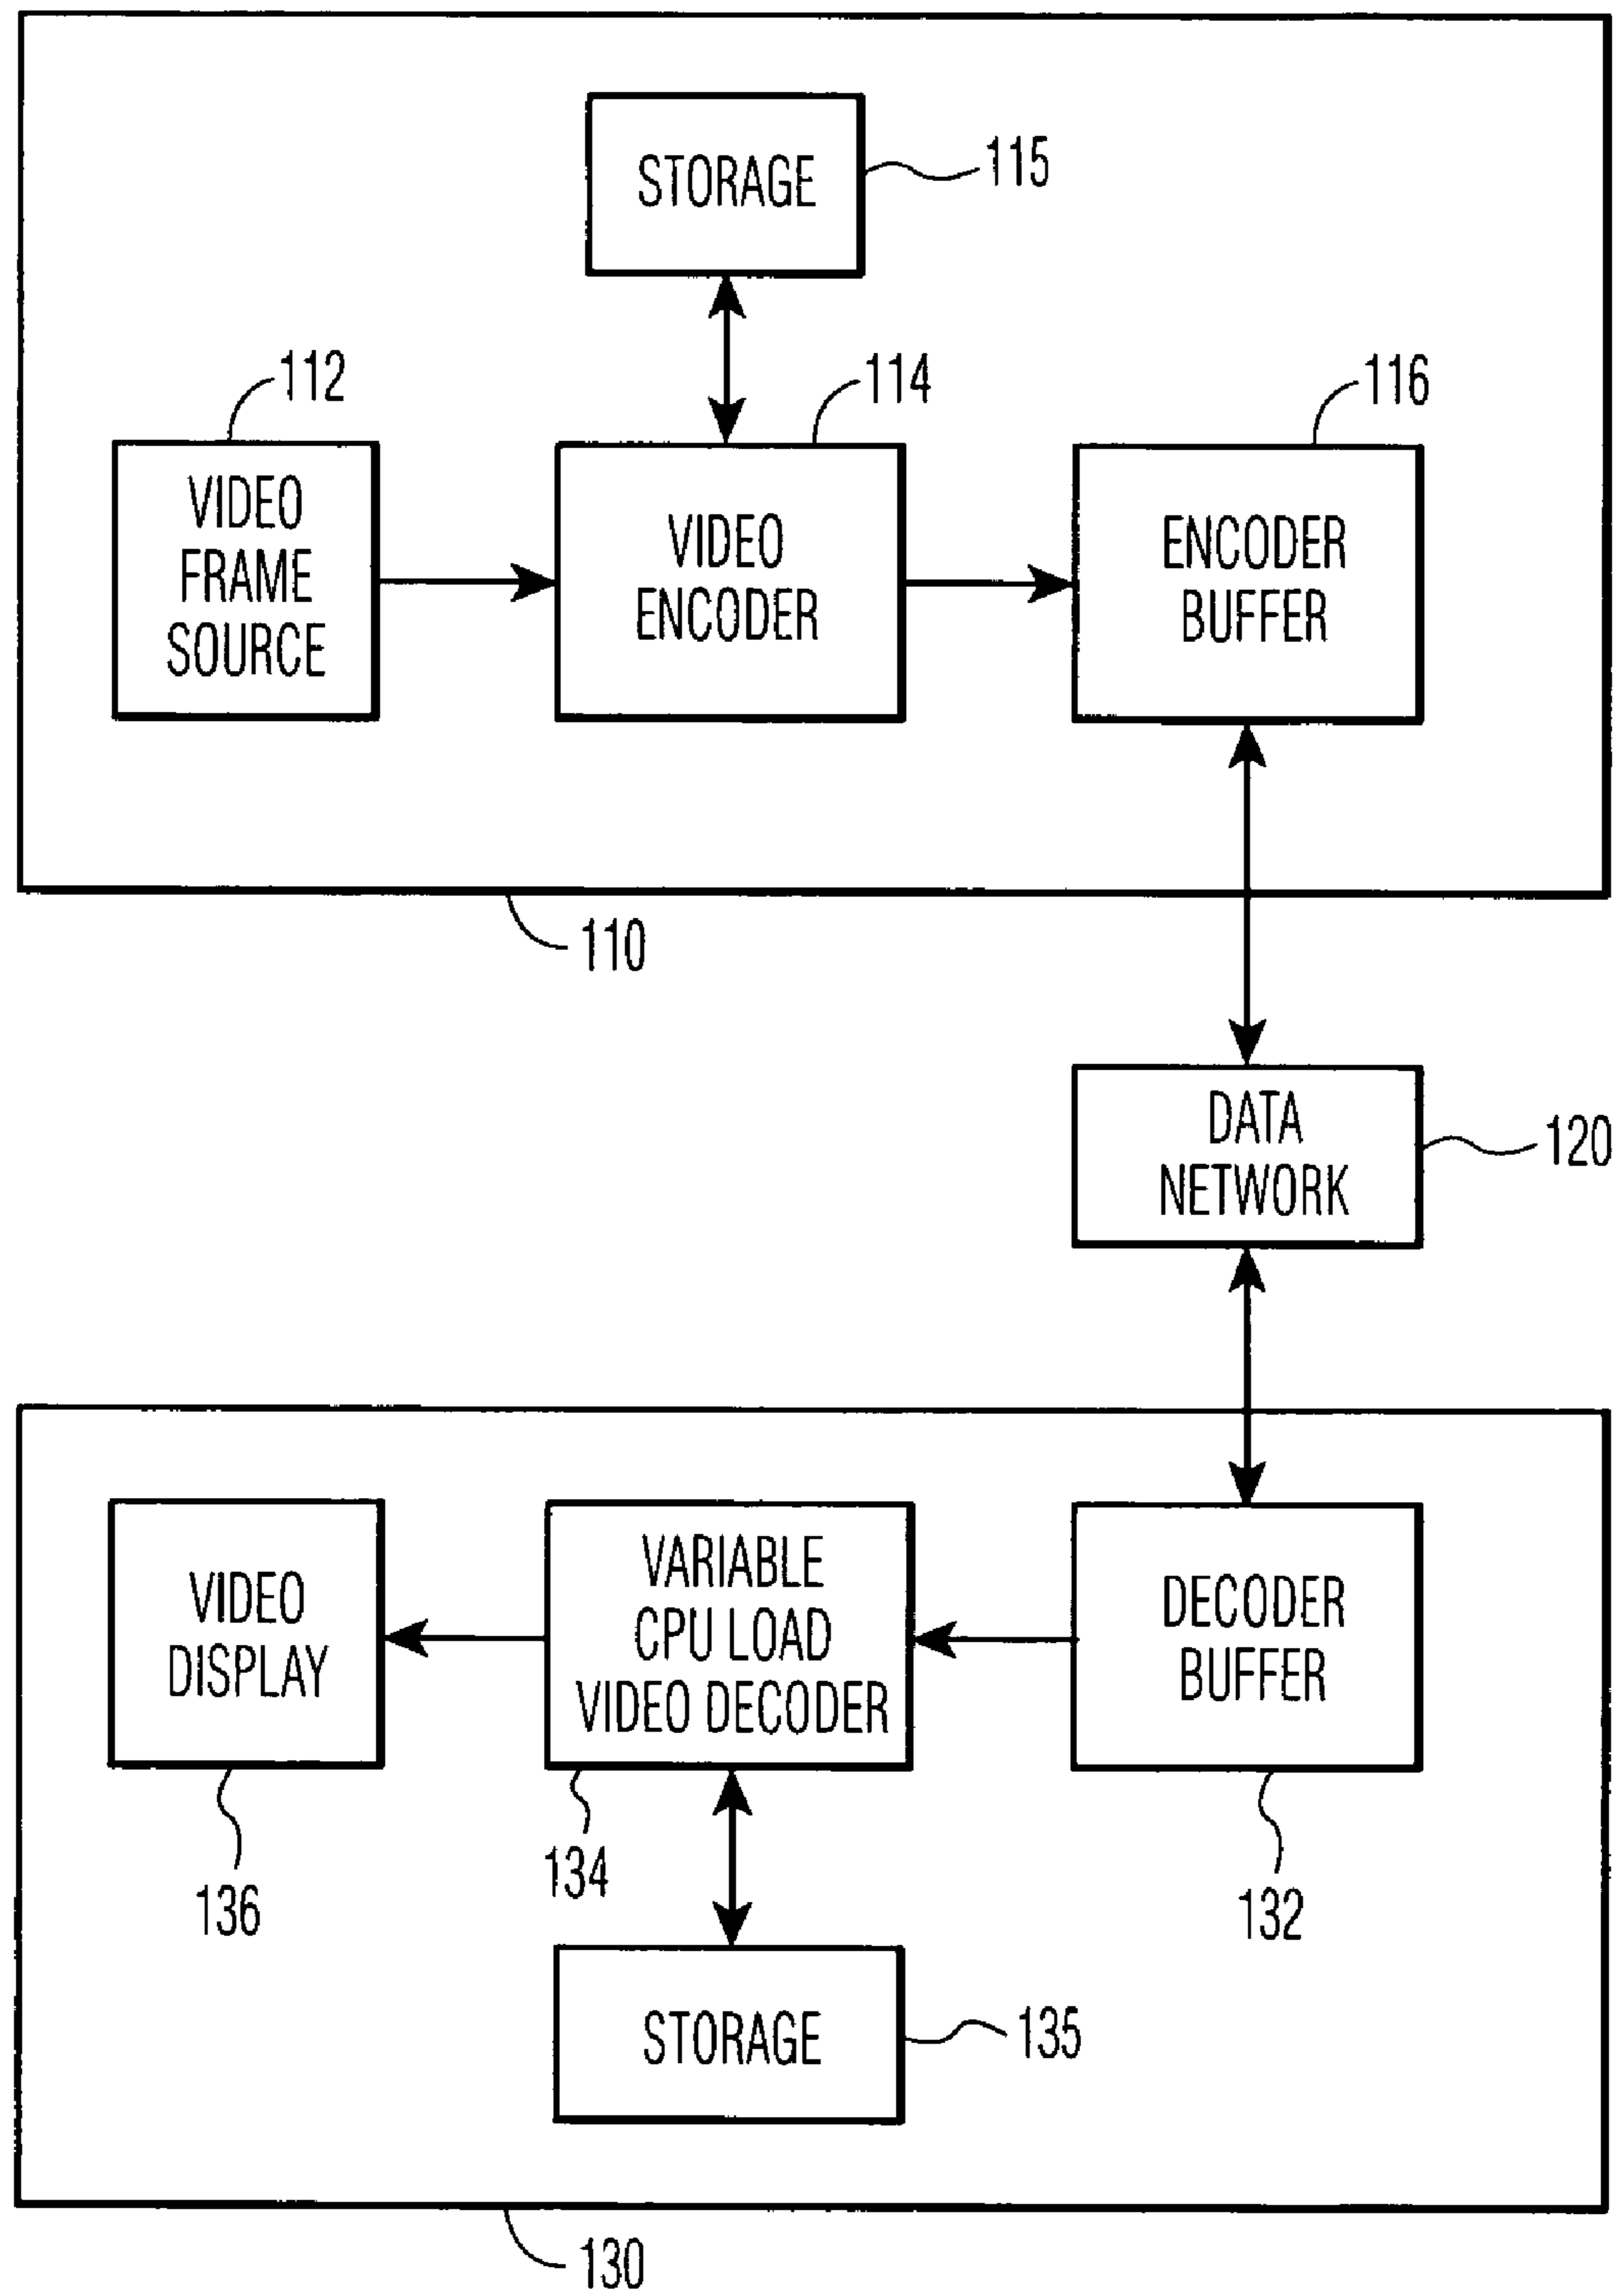 STORAGE
115
112
114
116
VIDEO
FRAME
SOURCE
VIDEO
ENCODER
ENCODER
BUFFER
110
DATA
NETWORK
120
VIDEO
DISPLAY
VARIABLE
CPU LOAD
VIDEO DECODER
DECODER
BUFFER
136
134
132
STORAGE
135
130